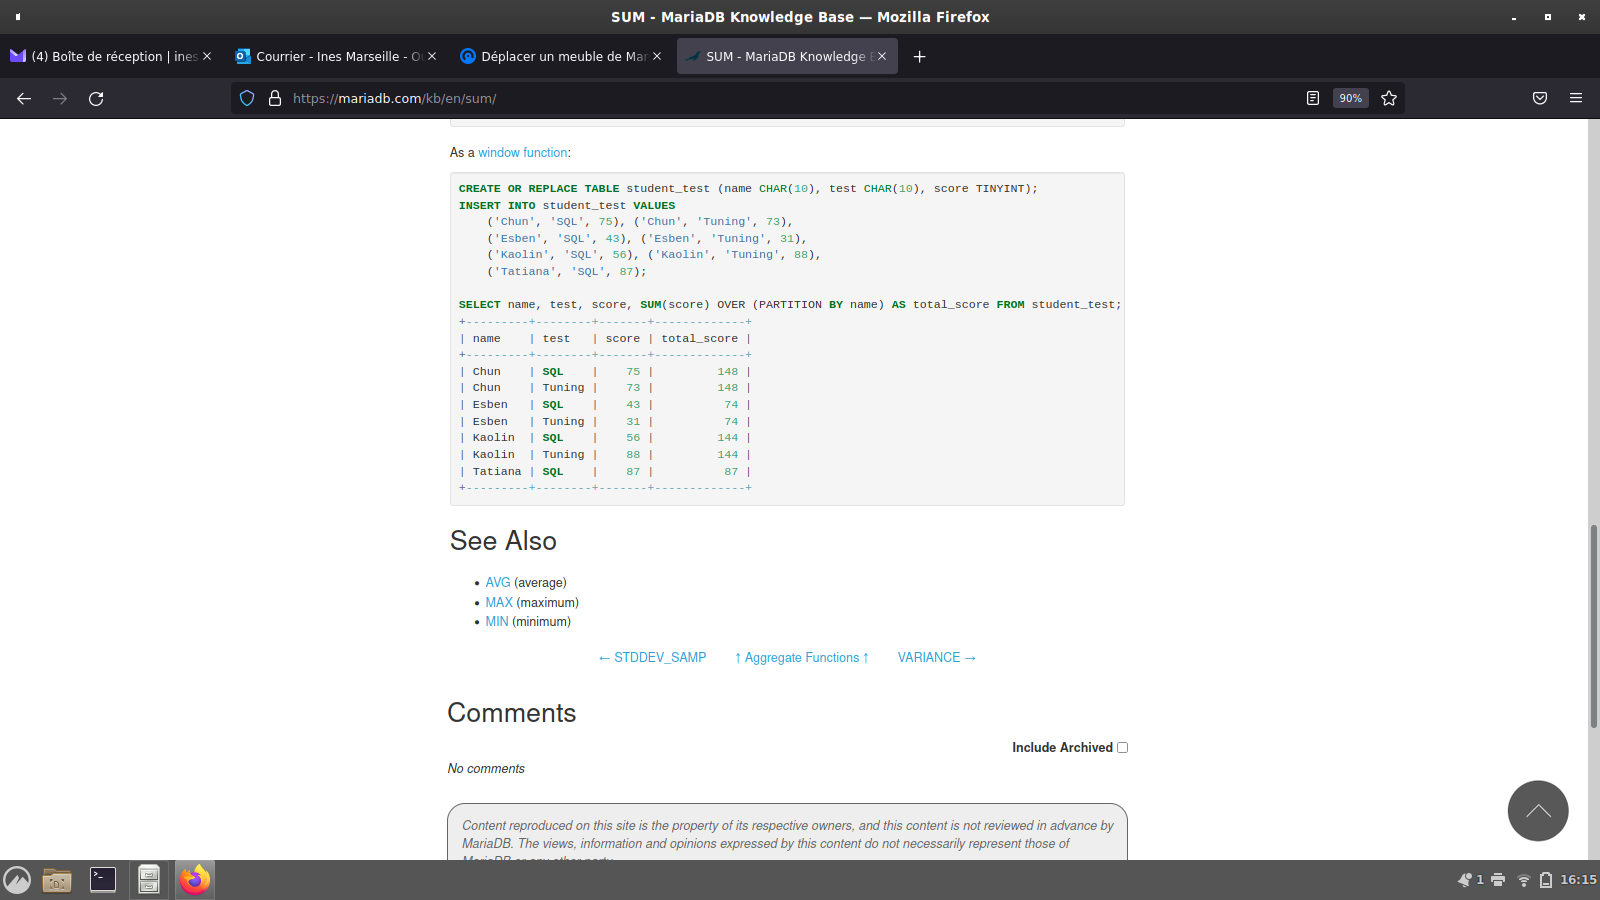 SUM - MariaDB Knowledge Base — Mozilla Firefox
(4) Boîte de réception | ines
Courrier - Ines Marseille - O
Déplacer un meuble de Mar
SUM - MariaDB Knowledge B
https://mariadb.com/kb/en/sum/
90%
As a window function:
CREATE OR REPLACE TABLE student_test (name CHAR(10), test CHAR(10), score TINYINT);
INSERT INTO student_test VALUES
    ('Chun', 'SQL', 75), ('Chun', 'Tuning', 73),
    ('Esben', 'SQL', 43), ('Esben', 'Tuning', 31),
    ('Kaolin', 'SQL', 56), ('Kaolin', 'Tuning', 88),
    ('Tatiana', 'SQL', 87);
SELECT name, test, score, SUM(score) OVER (PARTITION BY name) AS total_score FROM student_test;
+---------+--------+-------+-------------+
| name    | test   | score | total_score |
+---------+--------+-------+-------------+
| Chun    | SQL    |    75 |         148 |
| Chun    | Tuning |    73 |         148 |
| Esben   | SQL    |    43 |          74 |
| Esben   | Tuning |    31 |          74 |
| Kaolin  | SQL    |    56 |         144 |
| Kaolin  | Tuning |    88 |         144 |
| Tatiana | SQL    |    87 |          87 |
+---------+--------+-------+-------------+
See Also
• AVG (average)
• MAX (maximum)
• MIN (minimum)
← STDDEV_SAMP ↑ Aggregate Functions ↑ VARIANCE →
Comments
Include Archived
No comments
Content reproduced on this site is the property of its respective owners, and this content is not reviewed in advance by
MariaDB. The views, information and opinions expressed by this content do not necessarily represent those of
MariaDB or any other party.
1
16:15